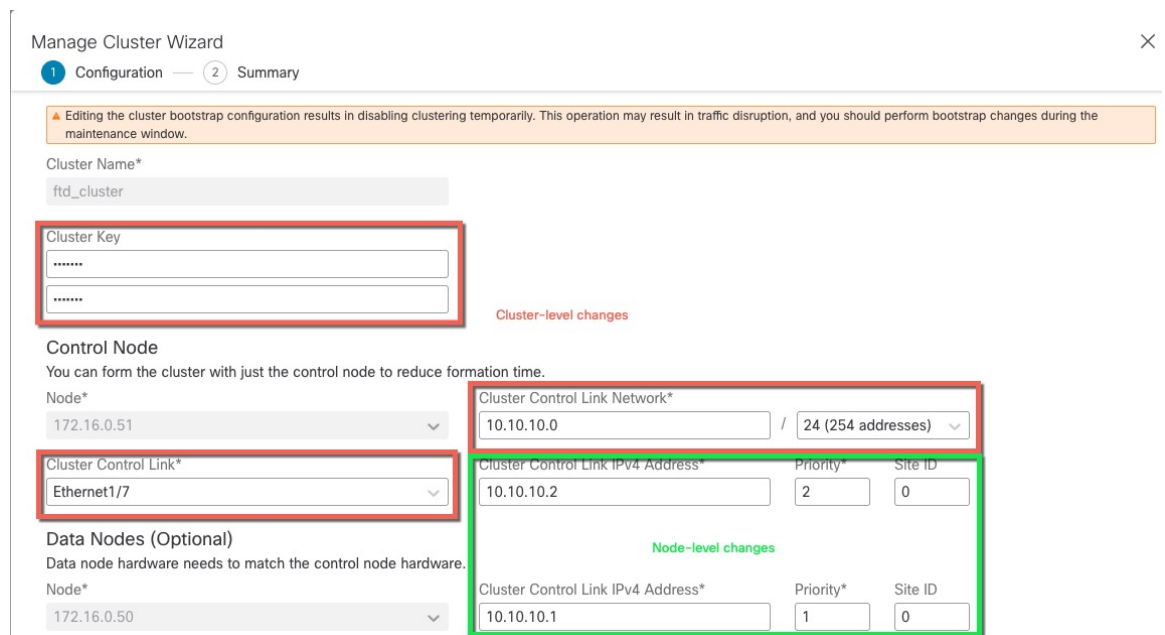 Manage Cluster Wizard
1 Configuration — 2 Summary
Editing the cluster bootstrap configuration results in disabling clustering temporarily. This operation may result in traffic disruption, and you should perform bootstrap changes during the
maintenance window.
Cluster Name*
ftd_cluster
Cluster Key
•••••••
•••••••
Cluster-level changes
Control Node
You can form the cluster with just the control node to reduce formation time.
Node* Cluster Control Link Network*
172.16.0.51 10.10.10.0 / 24 (254 addresses)
Cluster Control Link* Cluster Control Link IPv4 Address* Priority* Site ID
Ethernet1/7 10.10.10.2 2 0
Data Nodes (Optional)
Node-level changes
Data node hardware needs to match the control node hardware.
Node* Cluster Control Link IPv4 Address* Priority* Site ID
172.16.0.50 10.10.10.1 1 0